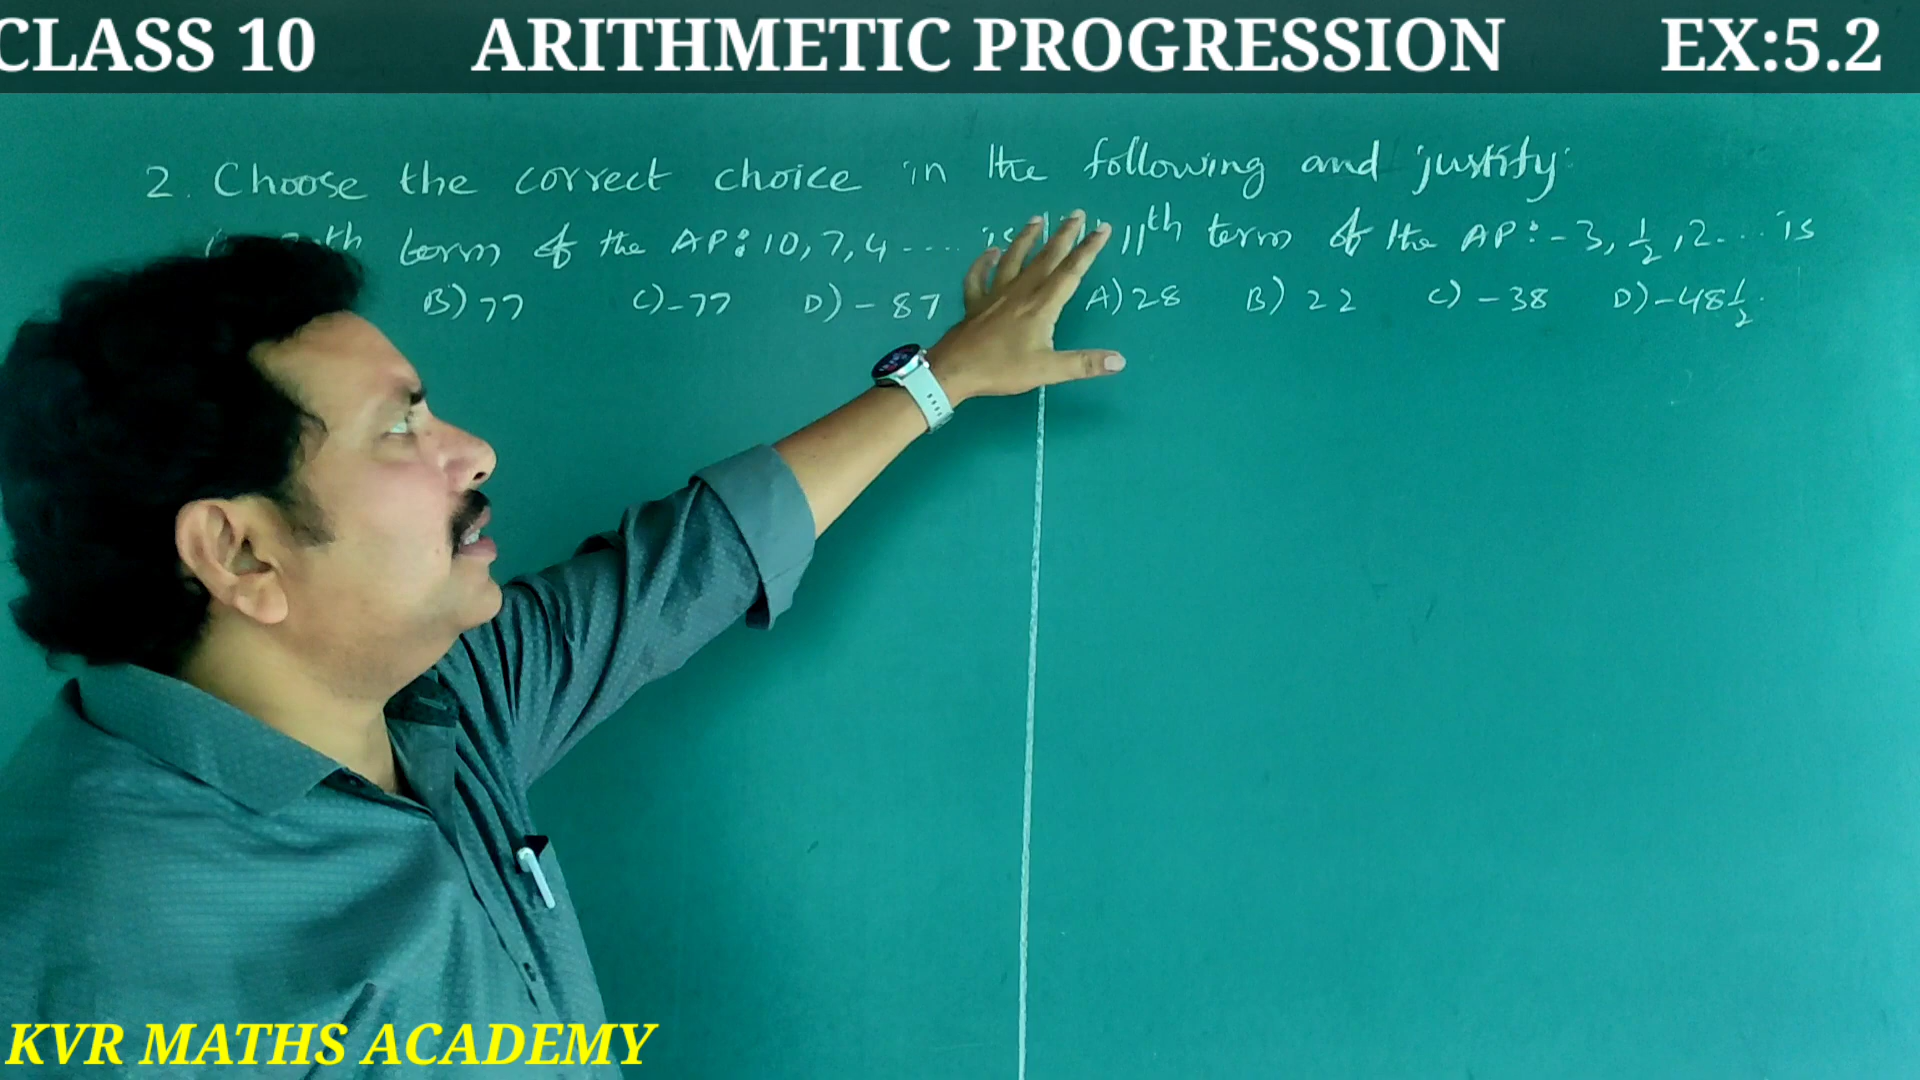 CLASS 10 ARITHMETIC PROGRESSION EX:5.2
2. Choose the correct choice in the following and justify:
th term of the AP: 10, 7, 4 .... is 11th term of the AP: -3, 1/2, 2... is
B) 77 C) -77 D) -87 A) 28 B) 22 C) -38 D) -48 1/2.
KVR MATHS ACADEMY